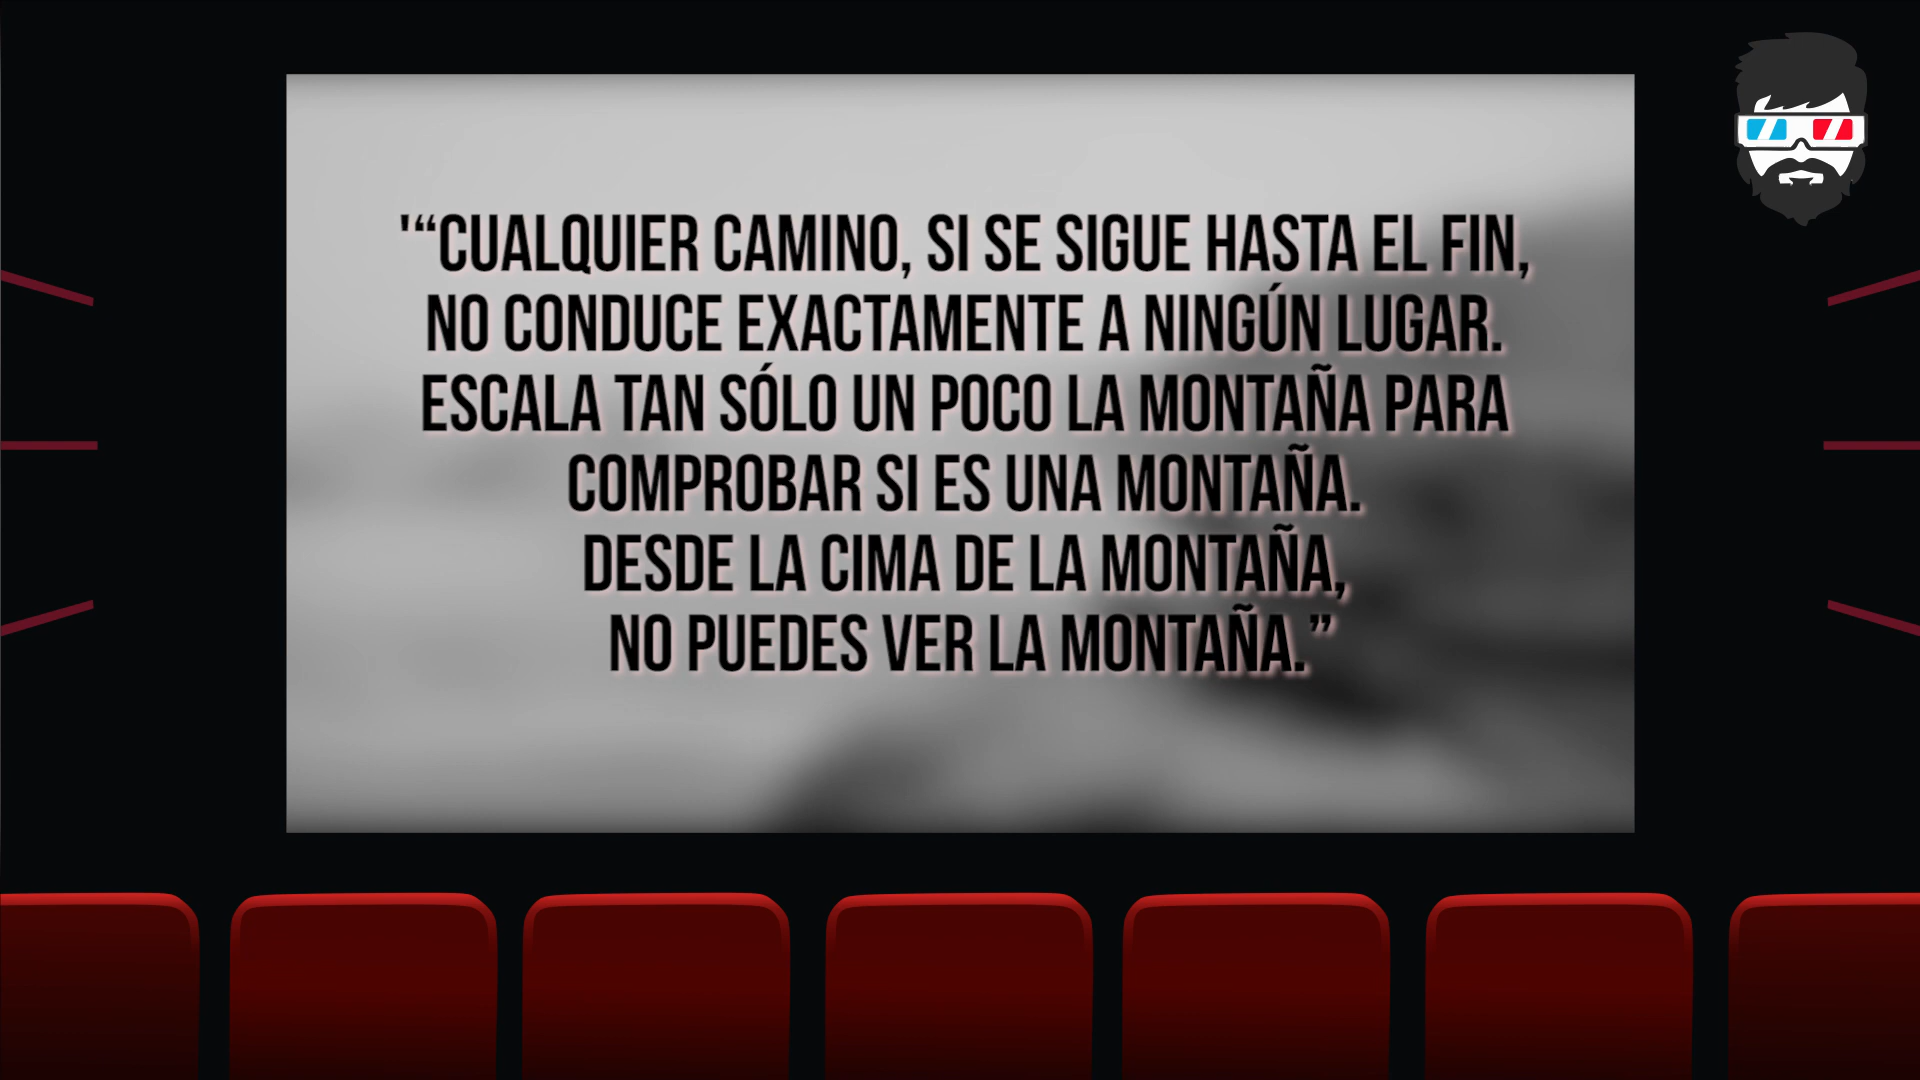 '“CUALQUIER CAMINO, SI SE SIGUE HASTA EL FIN,
NO CONDUCE EXACTAMENTE A NINGÚN LUGAR.
ESCALA TAN SÓLO UN POCO LA MONTAÑA PARA
COMPROBAR SI ES UNA MONTAÑA.
DESDE LA CIMA DE LA MONTAÑA,
NO PUEDES VER LA MONTAÑA.”